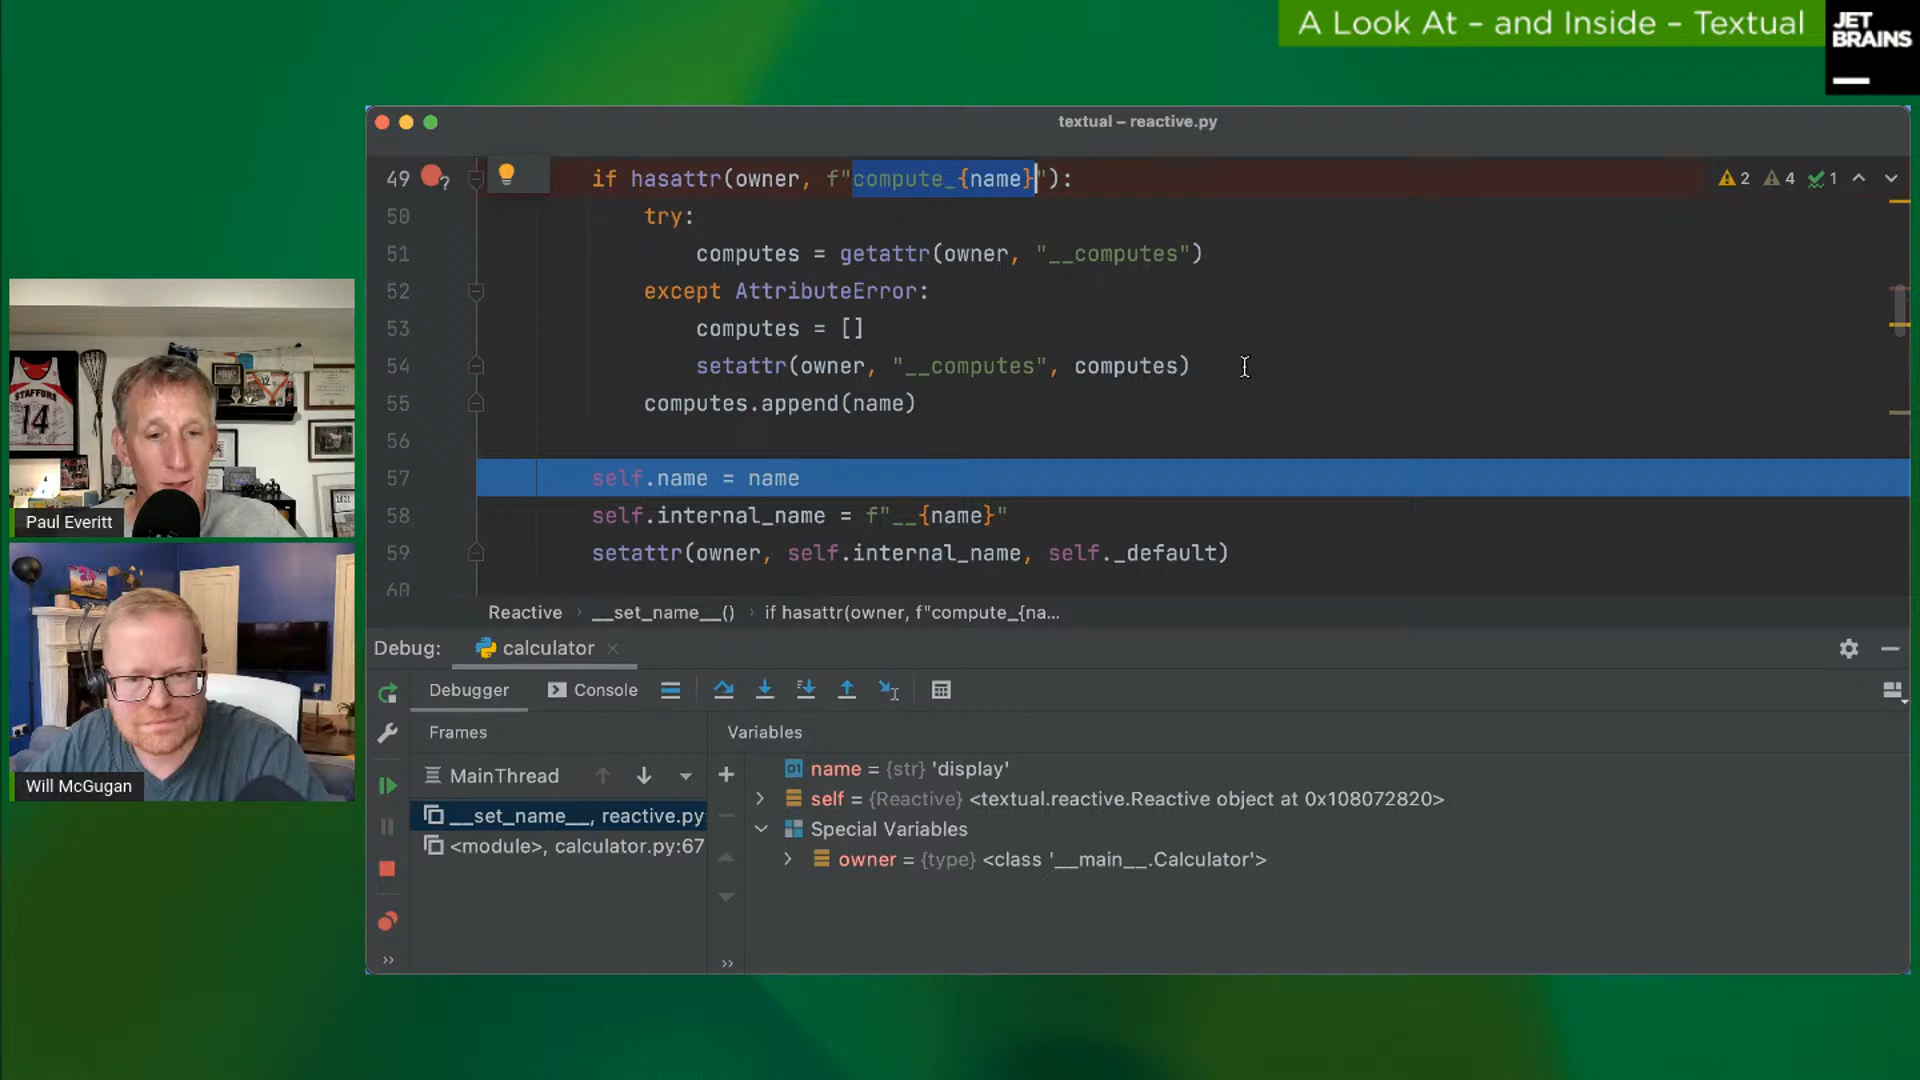 A Look At – and Inside – Textual
JET
BRAINS
textual – reactive.py
49 if hasattr(owner, f"compute_{name}"):
2 4 1
50 try:
51 computes = getattr(owner, "__computes")
52 except AttributeError:
53 computes = []
54 setattr(owner, "__computes", computes)
55 computes.append(name)
56
57 self.name = name
58 self.internal_name = f"__{name}"
59 setattr(owner, self.internal_name, self._default)
60
Reactive › __set_name__() › if hasattr(owner, f"compute_{na...
Debug: calculator
Debugger Console
Frames
Variables
MainThread
__set_name__, reactive.py
<module>, calculator.py:67
name = {str} 'display'
self = {Reactive} <textual.reactive.Reactive object at 0x108072820>
Special Variables
owner = {type} <class '__main__.Calculator'>
STAFFORS
14
Paul Everitt
Will McGugan